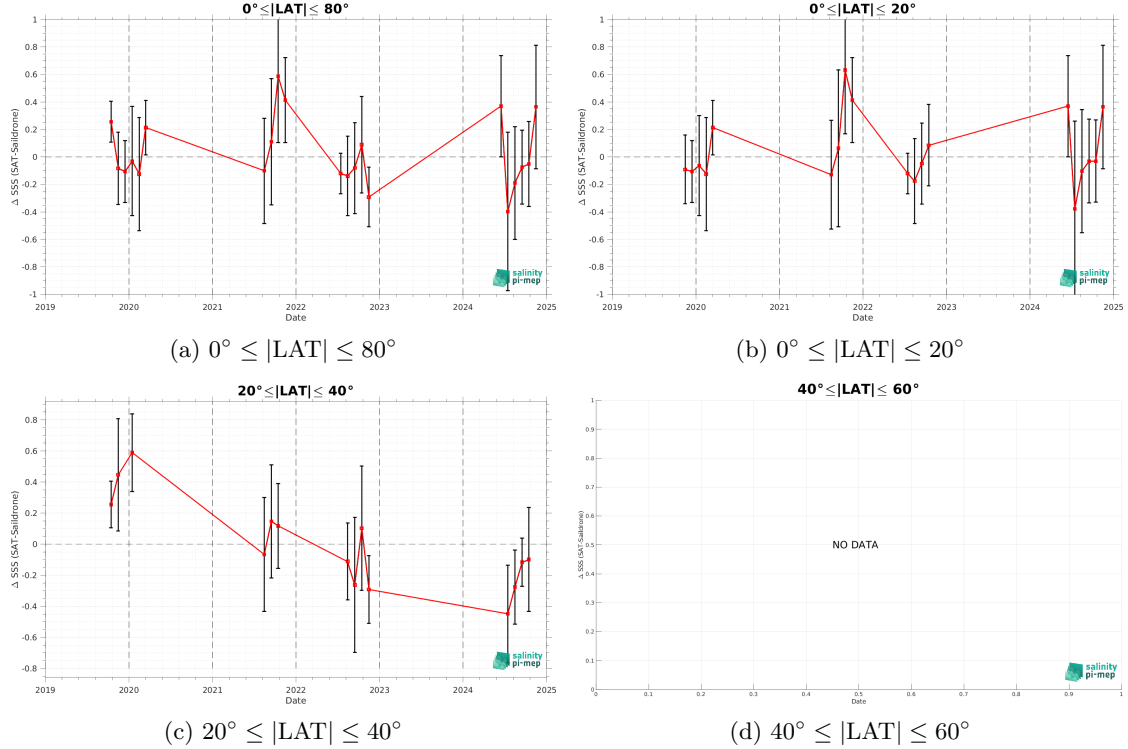 0°≤|LAT|≤ 80°
Δ SSS (SAT-Saildrone)
1
0.8
0.6
0.4
0.2
0
-0.2
-0.4
-0.6
-0.8
-1
2019 2020 2021 2022 2023 2024 2025
Date
salinity
pi-mep
(a) 0° ≤ |LAT| ≤ 80°
0°≤|LAT|≤ 20°
Δ SSS (SAT-Saildrone)
1
0.8
0.6
0.4
0.2
0
-0.2
-0.4
-0.6
-0.8
-1
2019 2020 2021 2022 2023 2024 2025
Date
salinity
pi-mep
(b) 0° ≤ |LAT| ≤ 20°
20°≤|LAT|≤ 40°
Δ SSS (SAT-Saildrone)
0.8
0.6
0.4
0.2
0
-0.2
-0.4
-0.6
-0.8
2019 2020 2021 2022 2023 2024 2025
Date
salinity
pi-mep
(c) 20° ≤ |LAT| ≤ 40°
40°≤|LAT|≤ 60°
Δ SSS (SAT-Saildrone)
1
0.9
0.8
0.7
0.6
0.5
0.4
0.3
0.2
0.1
0
NO DATA
0 0.1 0.2 0.3 0.4 0.5 0.6 0.7 0.8 0.9 1
Date
salinity
pi-mep
(d) 40° ≤ |LAT| ≤ 60°